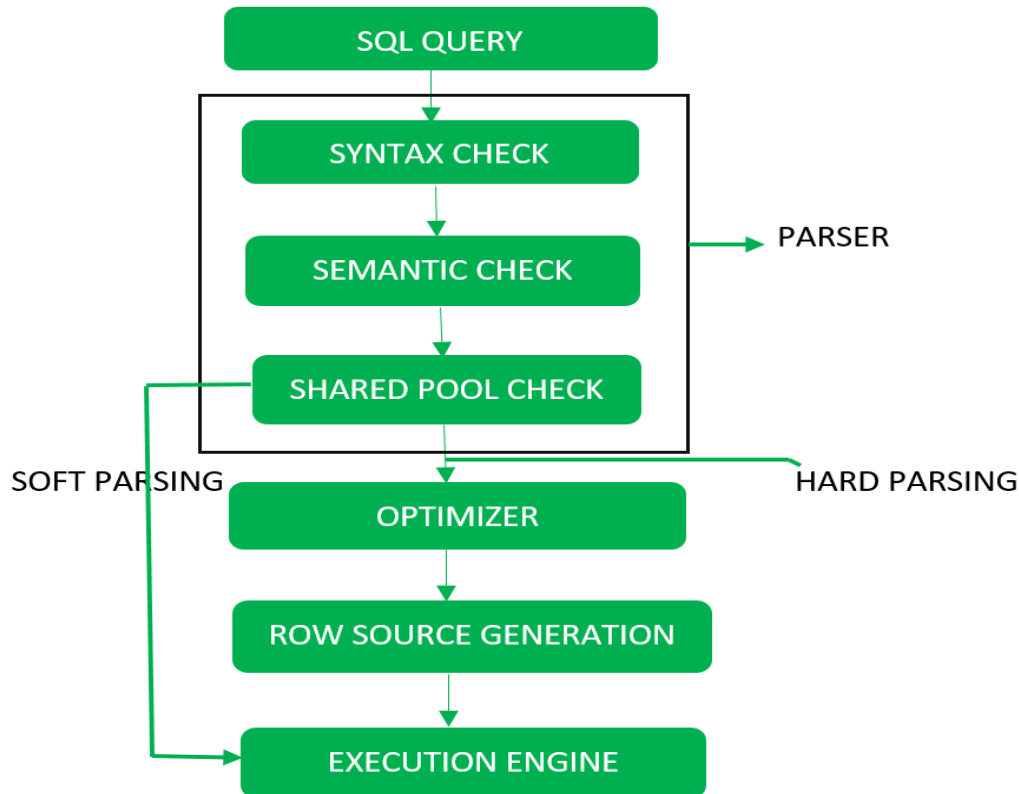 SQL QUERY
SYNTAX CHECK
SEMANTIC CHECK
PARSER
SHARED POOL CHECK
SOFT PARSING
HARD PARSING
OPTIMIZER
ROW SOURCE GENERATION
EXECUTION ENGINE